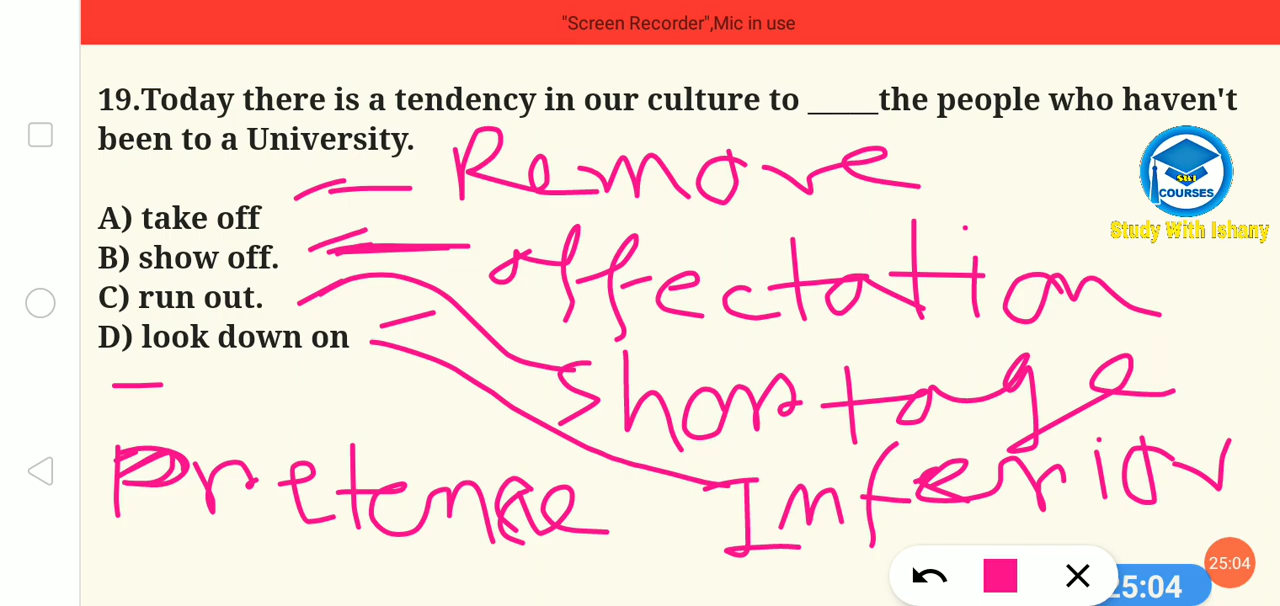 "Screen Recorder",Mic in use
19.Today there is a tendency in our culture to _____the people who haven't
been to a University.
Remove
A) take off
B) show off.
affectation
C) run out.
D) look down on
Shortage
Pretense
Inferior
SWI
COURSES
Study With Ishany
25:04
25:04